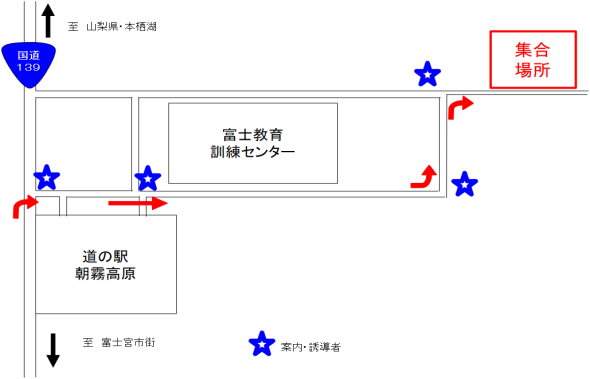 至 山梨県・本栖湖
国道
139
集合
場所
富士教育
訓練センター
道の駅
朝霧高原
至 富士宮市街
案内・誘導者